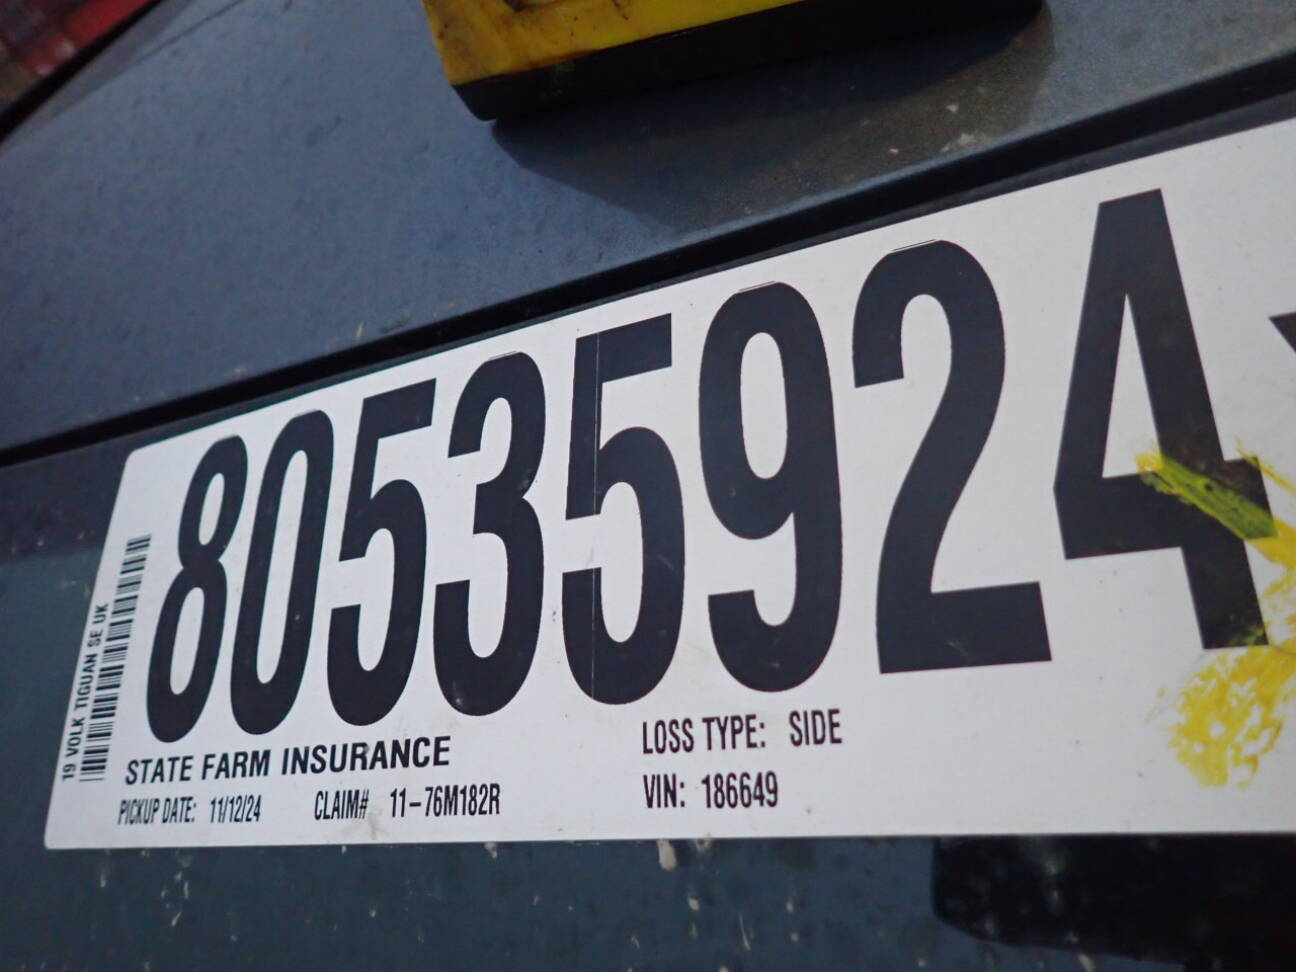 80535924
19 VOLK TIGUAN SE UK
STATE FARM INSURANCE
PICKUP DATE: 11/12/24 CLAIM# 11-76M182R
LOSS TYPE: SIDE
VIN: 186649